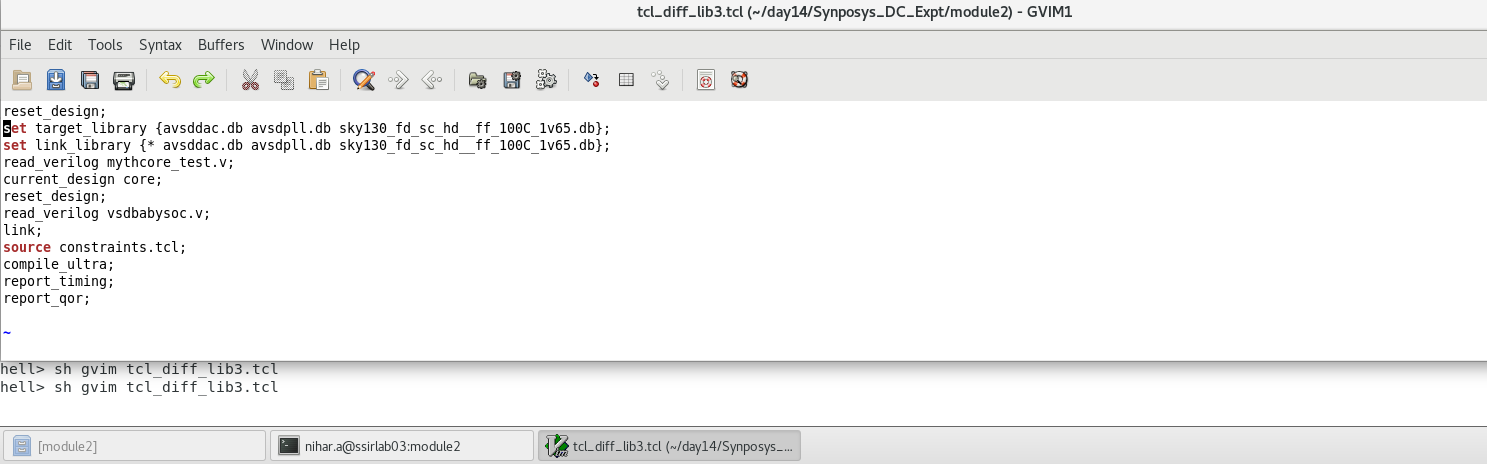 tcl_diff_lib3.tcl (~/day14/Synposys_DC_Expt/module2) - GVIM1
File Edit Tools Syntax Buffers Window Help
reset_design;
set target_library {avsddac.db avsdpll.db sky130_fd_sc_hd__ff_100C_1v65.db};
set link_library {* avsddac.db avsdpll.db sky130_fd_sc_hd__ff_100C_1v65.db};
read_verilog mythcore_test.v;
current_design core;
reset_design;
read_verilog vsdbabysoc.v;
link;
source constraints.tcl;
compile_ultra;
report_timing;
report_qor;
~
hell> sh gvim tcl_diff_lib3.tcl
hell> sh gvim tcl_diff_lib3.tcl
[module2] nihar.a@ssirlab03:module2 tcl_diff_lib3.tcl (~/day14/Synposys_...